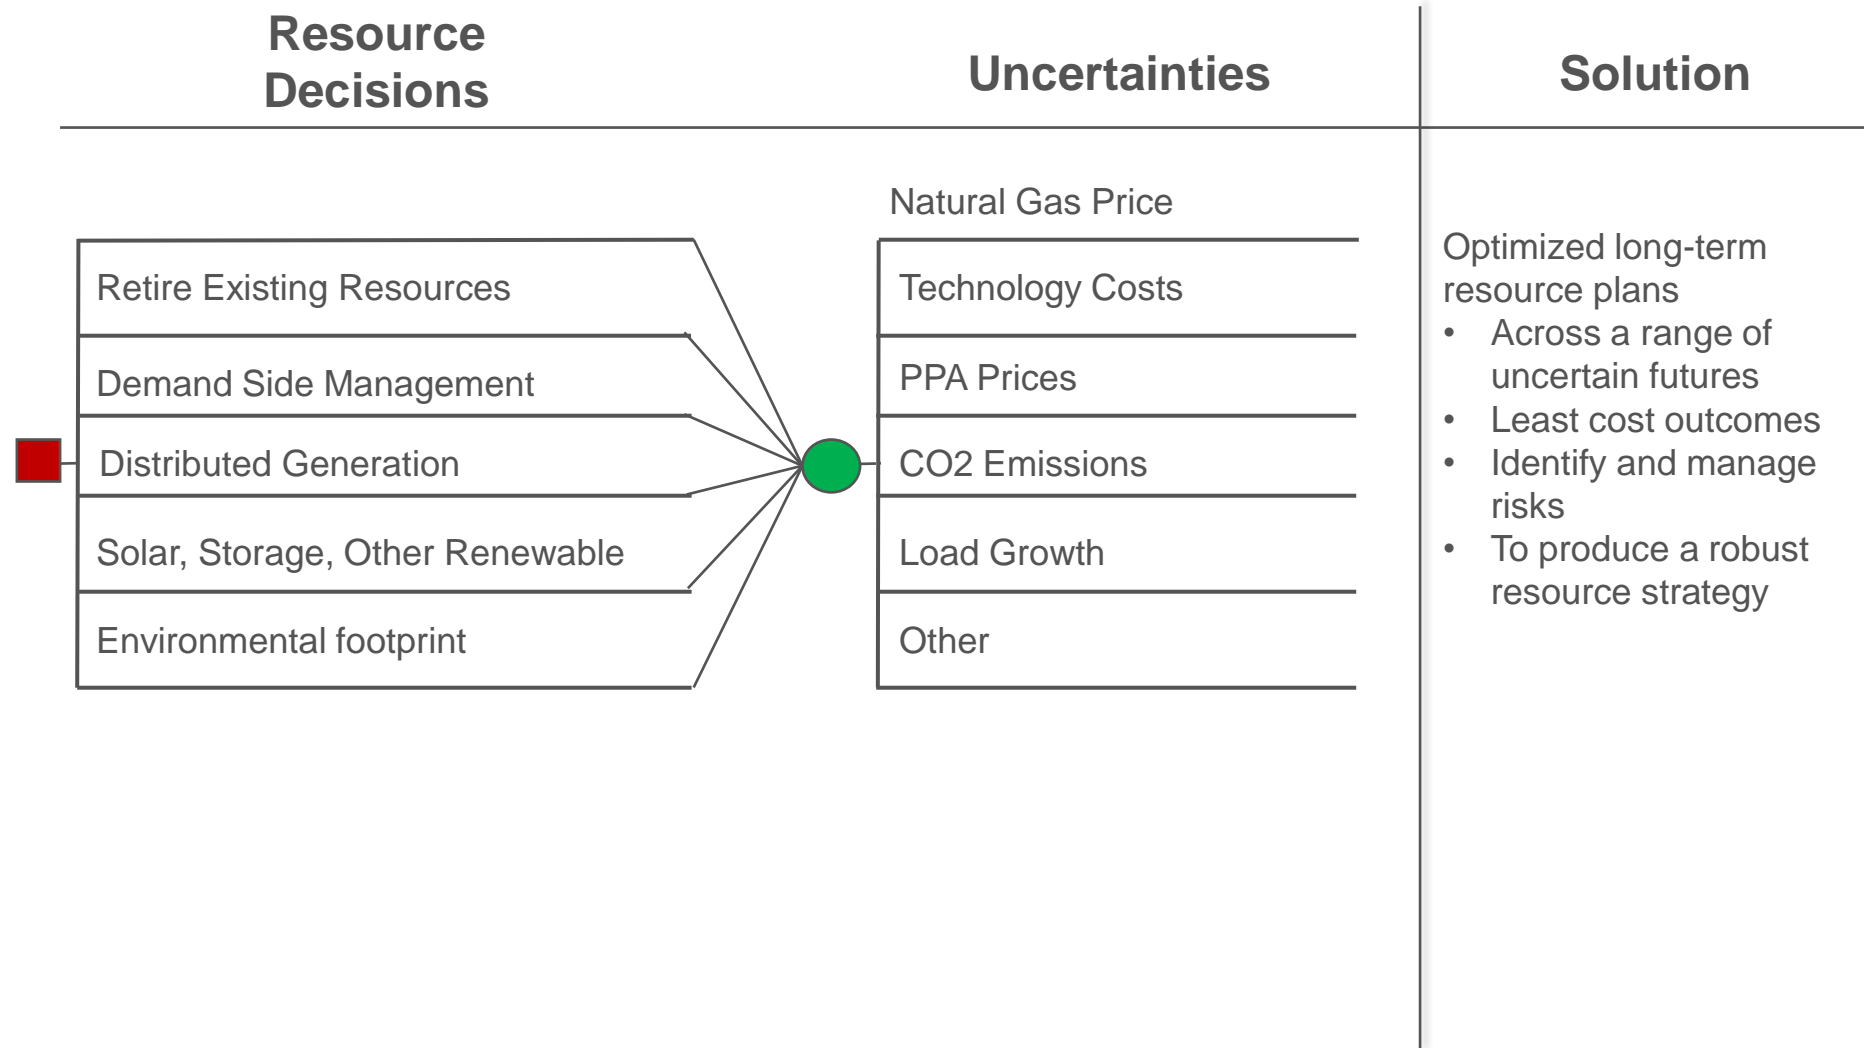 Resource
Decisions
Uncertainties
Solution
Retire Existing Resources
Demand Side Management
Distributed Generation
Solar, Storage, Other Renewable
Environmental footprint
Natural Gas Price
Technology Costs
PPA Prices
CO2 Emissions
Load Growth
Other
Optimized long-term
resource plans
• Across a range of
uncertain futures
• Least cost outcomes
• Identify and manage
risks
• To produce a robust
resource strategy